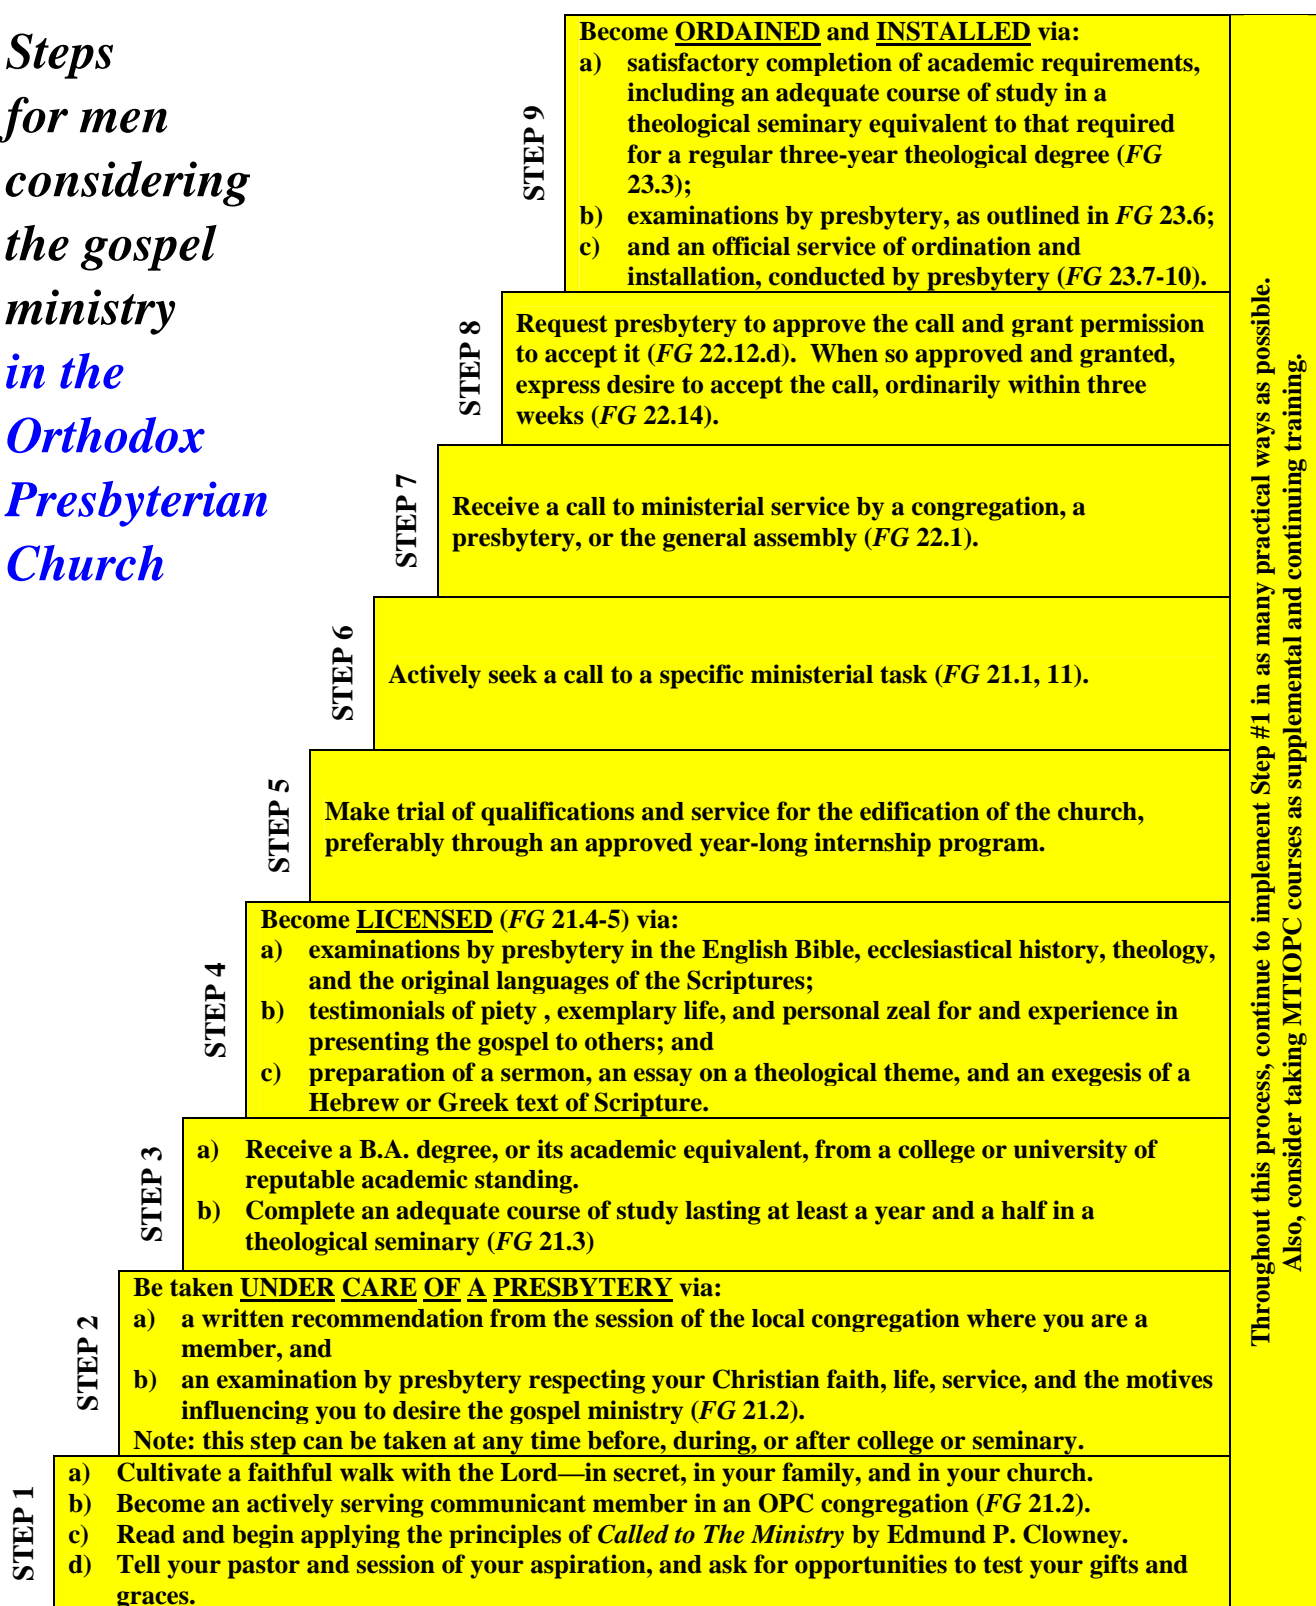 Steps
for men
considering
the gospel
ministry
in the
Orthodox
Presbyterian
Church
STEP 9
Become ORDAINED and INSTALLED via:
a) satisfactory completion of academic requirements,
including an adequate course of study in a
theological seminary equivalent to that required
for a regular three-year theological degree (FG
23.3);
b) examinations by presbytery, as outlined in FG 23.6;
c) and an official service of ordination and
installation, conducted by presbytery (FG 23.7-10).
STEP 8
Request presbytery to approve the call and grant permission
to accept it (FG 22.12.d). When so approved and granted,
express desire to accept the call, ordinarily within three
weeks (FG 22.14).
STEP 7
Receive a call to ministerial service by a congregation, a
presbytery, or the general assembly (FG 22.1).
STEP 6
Actively seek a call to a specific ministerial task (FG 21.1, 11).
STEP 5
Make trial of qualifications and service for the edification of the church,
preferably through an approved year-long internship program.
STEP 4
Become LICENSED (FG 21.4-5) via:
a) examinations by presbytery in the English Bible, ecclesiastical history, theology,
and the original languages of the Scriptures;
b) testimonials of piety , exemplary life, and personal zeal for and experience in
presenting the gospel to others; and
c) preparation of a sermon, an essay on a theological theme, and an exegesis of a
Hebrew or Greek text of Scripture.
STEP 3
a) Receive a B.A. degree, or its academic equivalent, from a college or university of
reputable academic standing.
b) Complete an adequate course of study lasting at least a year and a half in a
theological seminary (FG 21.3)
STEP 2
Be taken UNDER CARE OF A PRESBYTERY via:
a) a written recommendation from the session of the local congregation where you are a
member, and
b) an examination by presbytery respecting your Christian faith, life, service, and the motives
influencing you to desire the gospel ministry (FG 21.2).
Note: this step can be taken at any time before, during, or after college or seminary.
STEP 1
a) Cultivate a faithful walk with the Lord—in secret, in your family, and in your church.
b) Become an actively serving communicant member in an OPC congregation (FG 21.2).
c) Read and begin applying the principles of Called to The Ministry by Edmund P. Clowney.
d) Tell your pastor and session of your aspiration, and ask for opportunities to test your gifts and
graces.
Throughout this process, continue to implement Step #1 in as many practical ways as possible.
Also, consider taking MTIOPC courses as supplemental and continuing training.